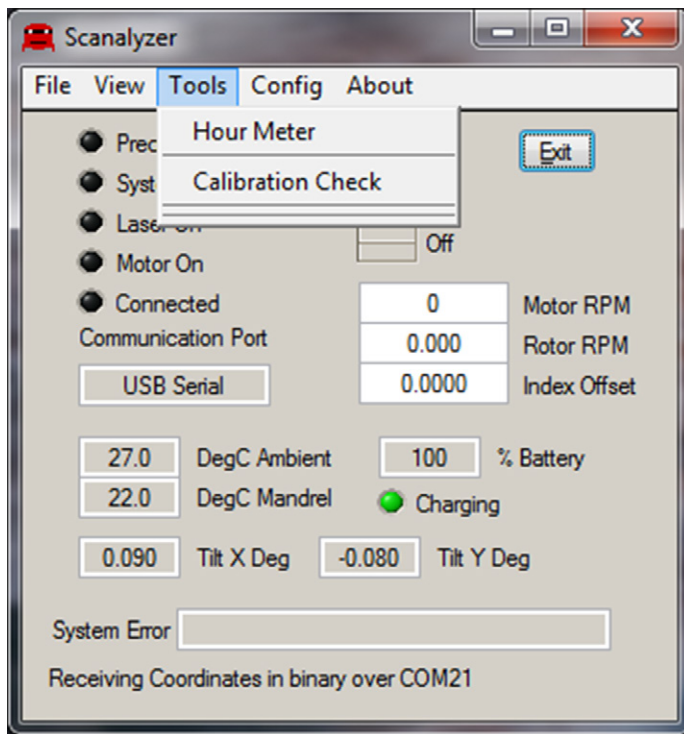 Scanalyzer
File View Tools Config About
Hour Meter
Calibration Check
Exit
Off
Motor On
Connected
0 Motor RPM
Communication Port
0.000 Rotor RPM
USB Serial
0.0000 Index Offset
27.0 DegC Ambient 100 % Battery
22.0 DegC Mandrel Charging
0.090 Tilt X Deg -0.080 Tilt Y Deg
System Error
Receiving Coordinates in binary over COM21